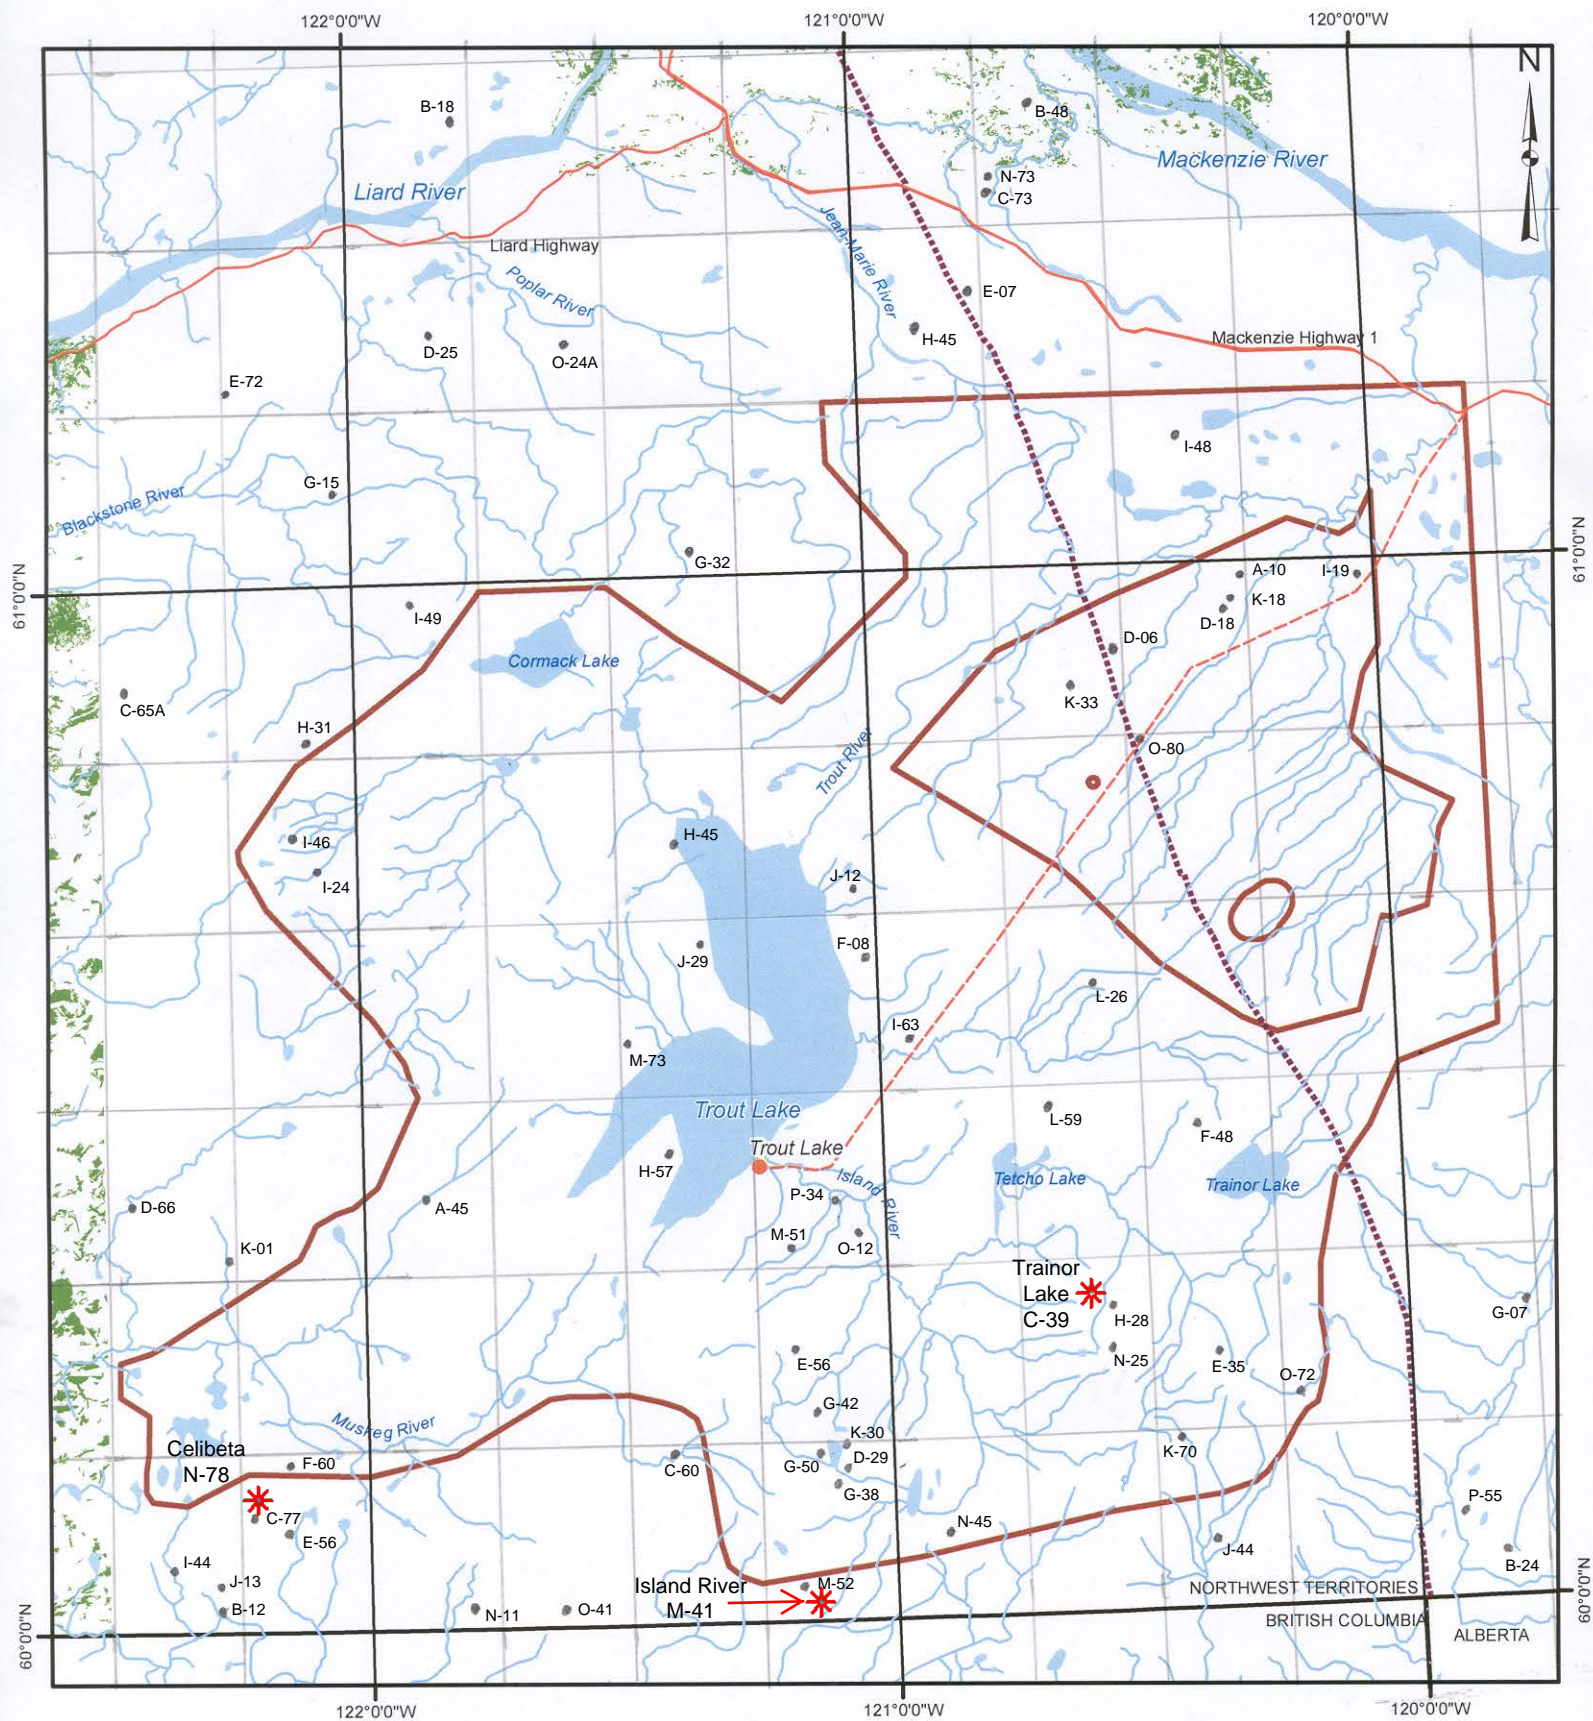 122°0'0"W
121°0'0"W
120°0'0"W
N
B-18
B-48
Mackenzie River
N-73
C-73
Liard River
Liard Highway
Jean-Marie River
Poplar River
E-07
H-45
Mackenzie Highway 1
D-25
O-24A
E-72
I-48
G-15
Blackstone River
G-32
61°0'0"N
61°0'0"N
A-10
I-19
K-18
D-18
I-49
D-06
Cormack Lake
K-33
C-65A
H-31
O-80
Trout River
H-45
I-46
J-12
I-24
F-08
J-29
L-26
I-63
M-73
Trout Lake
L-59
F-48
Trout Lake
H-57
Island River
Tetcho Lake
Trainor Lake
P-34
D-66
A-45
M-51
O-12
K-01
Trainor
Lake
C-39
H-28
G-07
N-25
E-35
E-56
O-72
G-42
Muskeg River
K-30
D-29
K-70
Celibeta
N-78
F-60
C-60
G-50
G-38
P-55
C-77
E-56
N-45
J-44
B-24
I-44
J-13
B-12
Island River
M-41
M-52
N-11
O-41
NORTHWEST TERRITORIES
BRITISH COLUMBIA
ALBERTA
60°0'0"N
60°0'0"N
122°0'0"W
121°0'0"W
120°0'0"W